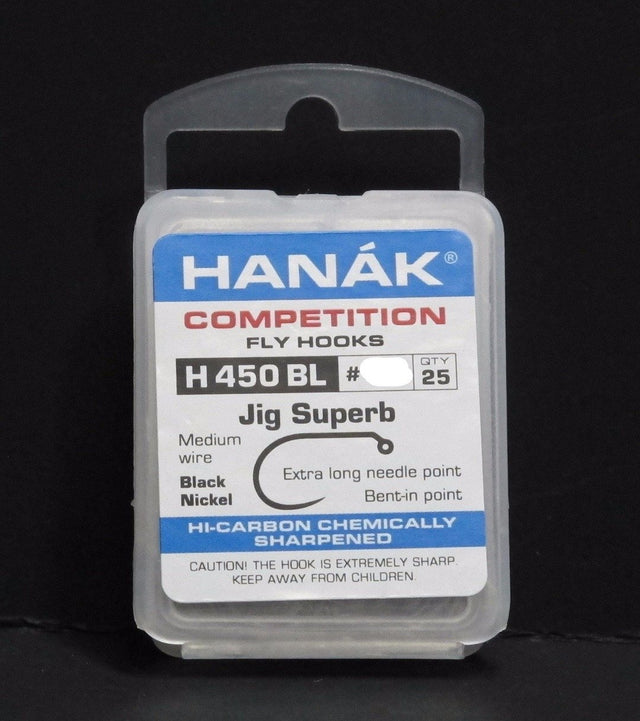 HANÁK®
COMPETITION
FLY HOOKS
H 450 BL # QTY 25
Jig Superb
Medium
wire
Black
Nickel
Extra long needle point
Bent-in point
HI-CARBON CHEMICALLY
SHARPENED
CAUTION! THE HOOK IS EXTREMELY SHARP.
KEEP AWAY FROM CHILDREN.